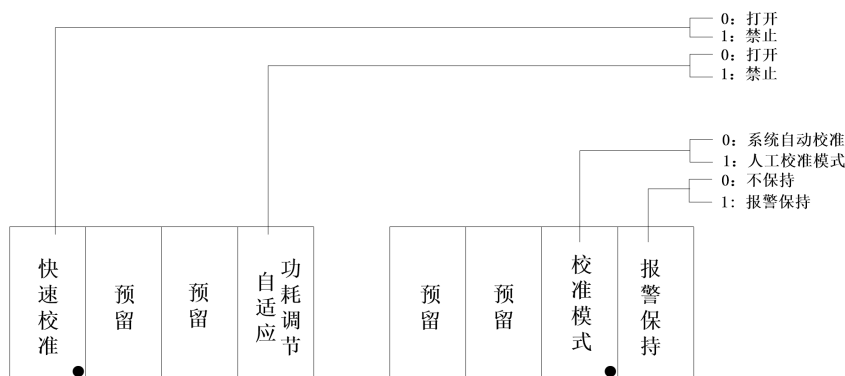 0：打开
1：禁止
0：打开
1：禁止
0：系统自动校准
1：人工校准模式
0：不保持
1：报警保持
快速校准
预留
预留
功耗调节
自适应
预留
预留
校准模式
报警保持